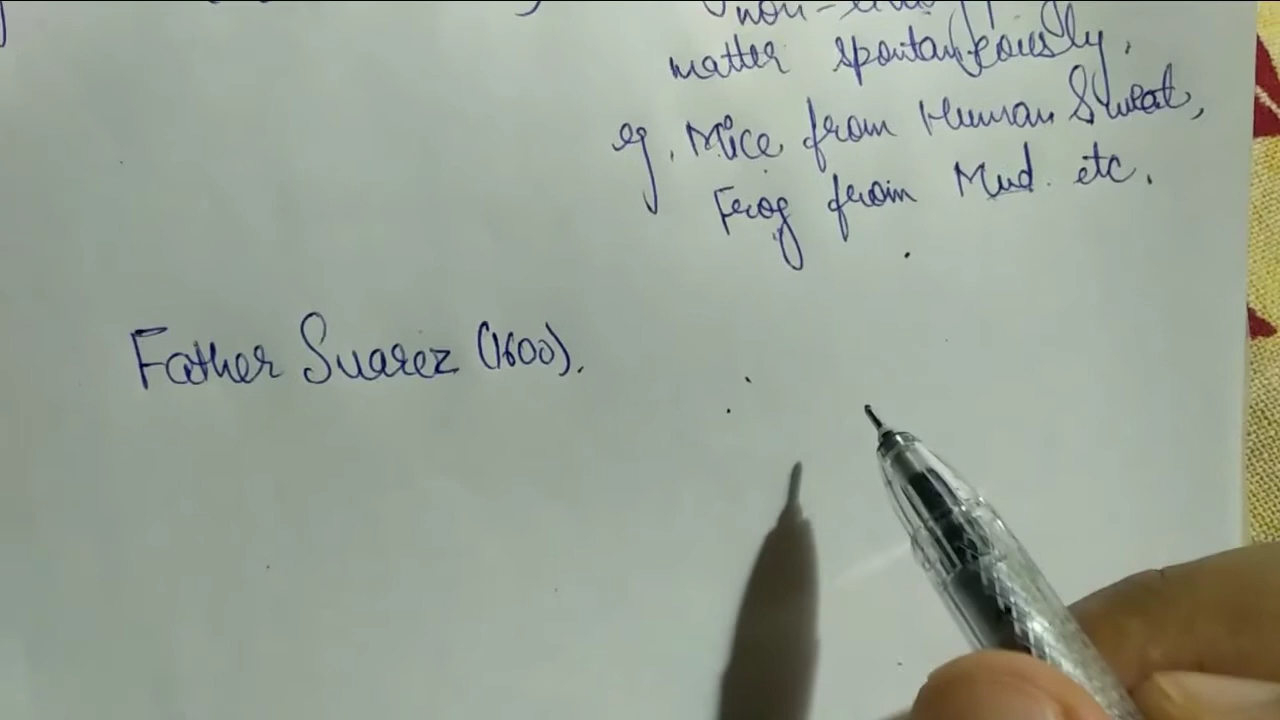 matter spontaneously.
eg. Mice from Human Sweat,
Frog from Mud. etc.
Father Suarez (1600).